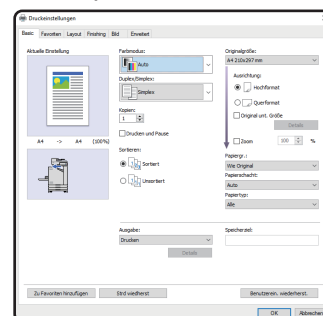 Druckeinstellungen
Basic Favoriten Layout Finishing Bild Erweitert
Aktuelle Einstellung
A4 -> A4 (100%)
Farbmodus:
Auto
Duplex/Simplex:
Simplex
Kopien:
1
Drucken und Pause
Sortieren:
Sortiert
Unsortiert
Originalgröße:
A4 210x297 mm
Ausrichtung:
Hochformat
Querformat
Original unt. Größe
Details
Zoom 100 %
Papiergr.:
Wie Original
Papierschacht:
Auto
Papiertyp:
Alle
Ausgabe:
Drucken
Details
Speicherziel:
Zu Favoriten hinzufügen Strd wiedherst Benutzerein. wiederherst.
OK Abbrechen